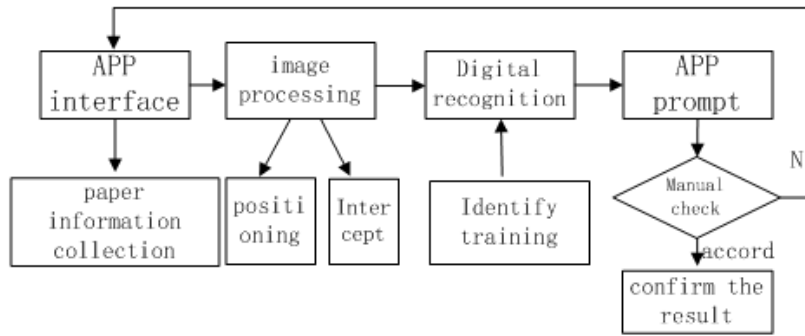 APP
interface
image
processing
Digital
recognition
APP
prompt
paper
information
collection
positi
oning
Inter
cept
Identify
training
Manual
check
N
accord
confirm the
result